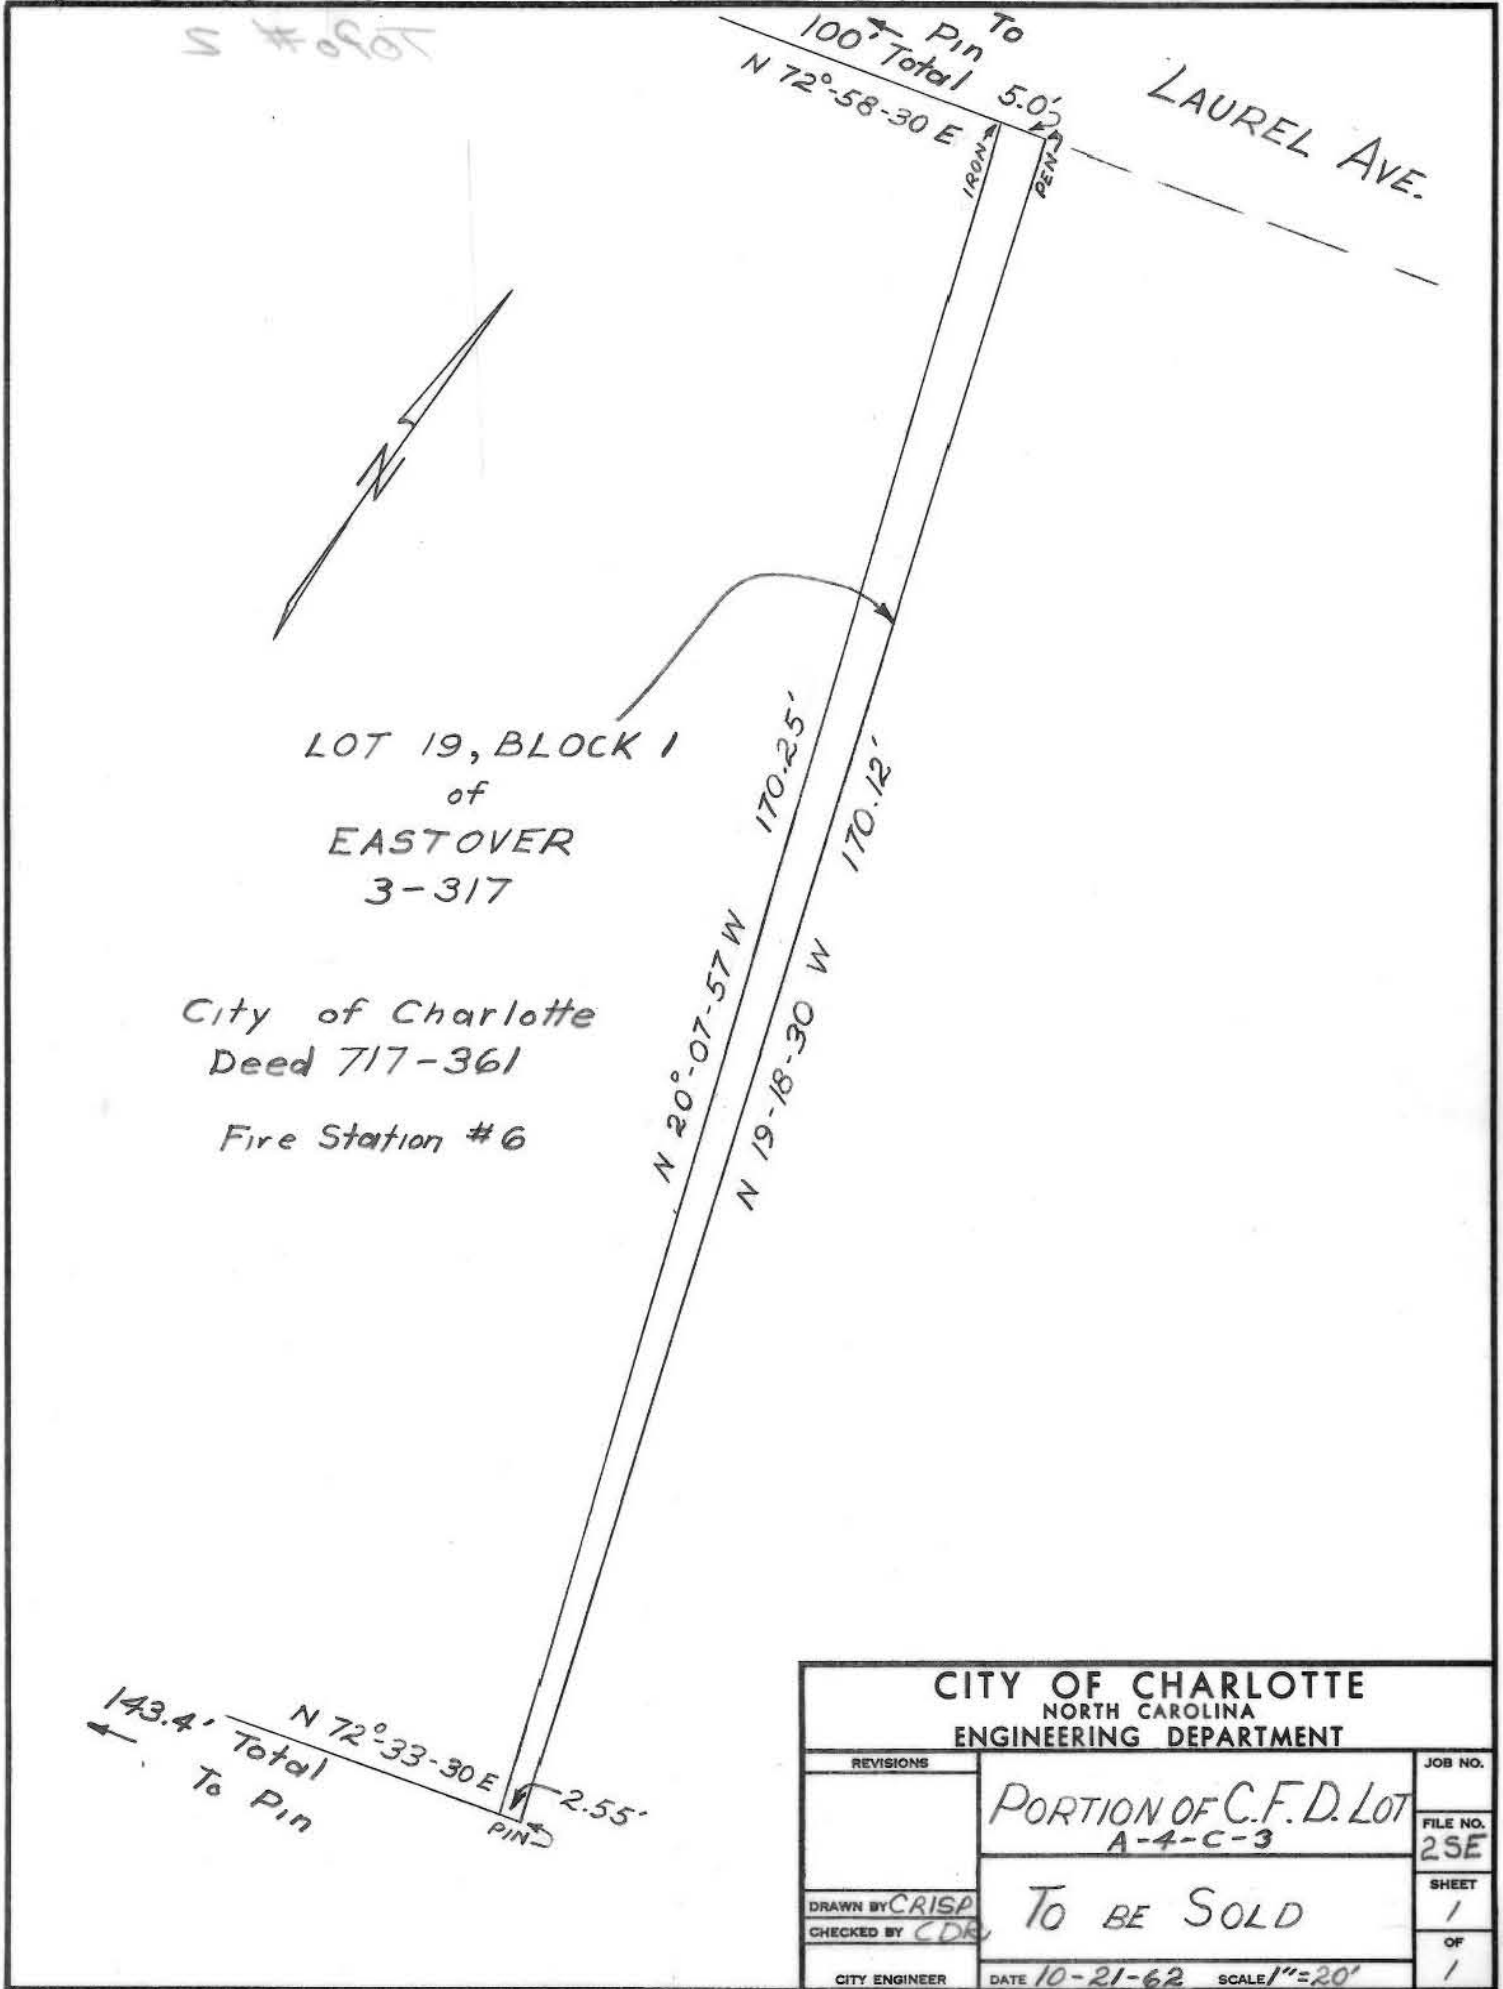 TOPO # 2
100' Total
To
Pin
N 72°-58-30 E
5.0'
LAUREL AVE.
IRON
PEN
N
LOT 19, BLOCK 1
of
EASTOVER
3-317
170.25'
170.12'
N 20°-07-57 W
N 19-18-30 W
City of Charlotte
Deed 717-361
Fire Station #6
143.4' Total
To Pin
N 72°-33-30 E
2.55'
PIN
CITY OF CHARLOTTE
NORTH CAROLINA
ENGINEERING DEPARTMENT
REVISIONS
PORTION OF C.F.D. LOT
A-4-C-3
JOB NO.
FILE NO.
2SE
TO BE SOLD
SHEET
1
OF
1
DRAWN BY CRISP
CHECKED BY CDR
CITY ENGINEER
DATE 10-21-62 SCALE 1"=20'